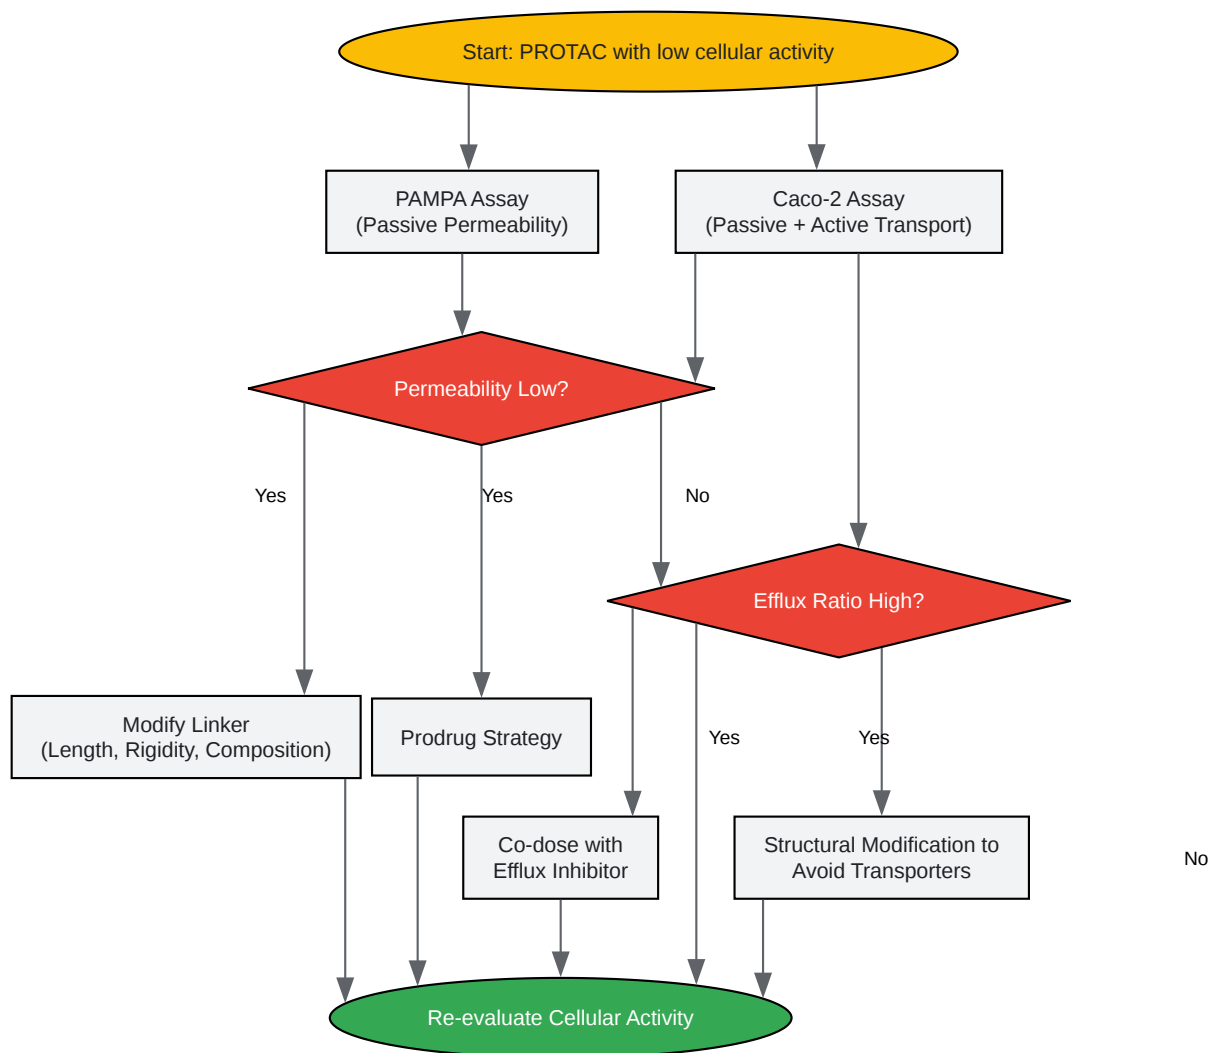 Start: PROTAC with low cellular activity
PAMPA Assay
(Passive Permeability)
Caco-2 Assay
(Passive + Active Transport)
Permeability Low?
Yes
Yes
No
Efflux Ratio High?
Modify Linker
(Length, Rigidity, Composition)
Prodrug Strategy
Yes
Yes
Co-dose with
Efflux Inhibitor
Structural Modification to
Avoid Transporters
No
Re-evaluate Cellular Activity